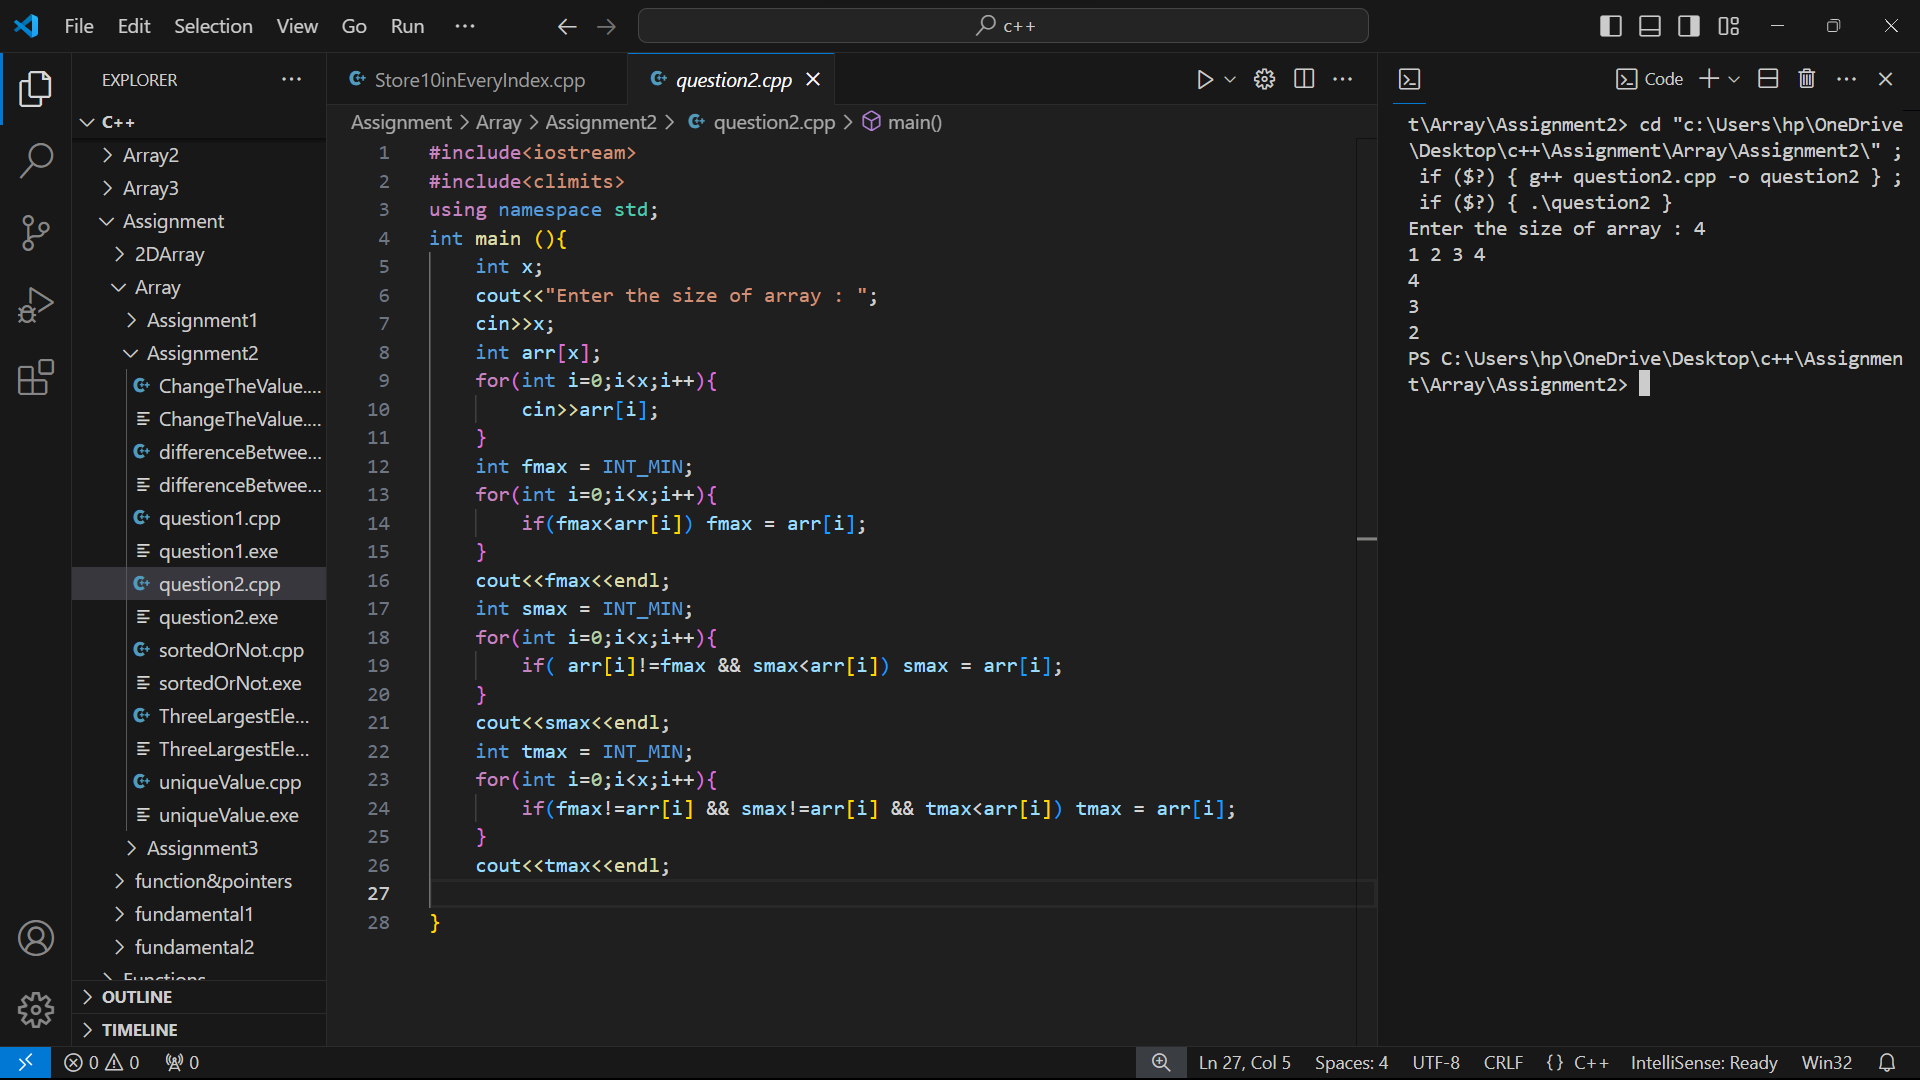 File Edit Selection View Go Run ...
c++
EXPLORER ...
C++
Array2
Array3
Assignment
2DArray
Array
Assignment1
Assignment2
ChangeTheValue....
ChangeTheValue....
differenceBetwee...
differenceBetwee...
question1.cpp
question1.exe
question2.cpp
question2.exe
sortedOrNot.cpp
sortedOrNot.exe
ThreeLargestEle...
ThreeLargestEle...
uniqueValue.cpp
uniqueValue.exe
Assignment3
function&pointers
fundamental1
fundamental2
Functions
OUTLINE
TIMELINE
Store10inEveryIndex.cpp question2.cpp
Assignment > Array > Assignment2 > question2.cpp > main()
1 #include<iostream>
2 #include<climits>
3 using namespace std;
4 int main (){
5 int x;
6 cout<<"Enter the size of array : ";
7 cin>>x;
8 int arr[x];
9 for(int i=0;i<x;i++){
10 cin>>arr[i];
11 }
12 int fmax = INT_MIN;
13 for(int i=0;i<x;i++){
14 if(fmax<arr[i]) fmax = arr[i];
15 }
16 cout<<fmax<<endl;
17 int smax = INT_MIN;
18 for(int i=0;i<x;i++){
19 if( arr[i]!=fmax && smax<arr[i]) smax = arr[i];
20 }
21 cout<<smax<<endl;
22 int tmax = INT_MIN;
23 for(int i=0;i<x;i++){
24 if(fmax!=arr[i] && smax!=arr[i] && tmax<arr[i]) tmax = arr[i];
25 }
26 cout<<tmax<<endl;
27
28 }
Code
t\Array\Assignment2> cd "c:\Users\hp\OneDrive
\Desktop\c++\Assignment\Array\Assignment2\" ;
if ($?) { g++ question2.cpp -o question2 } ;
if ($?) { .\question2 }
Enter the size of array : 4
1 2 3 4
4
3
2
PS C:\Users\hp\OneDrive\Desktop\c++\Assignmen
t\Array\Assignment2>
0 0 0
Ln 27, Col 5 Spaces: 4 UTF-8 CRLF {} C++ IntelliSense: Ready Win32